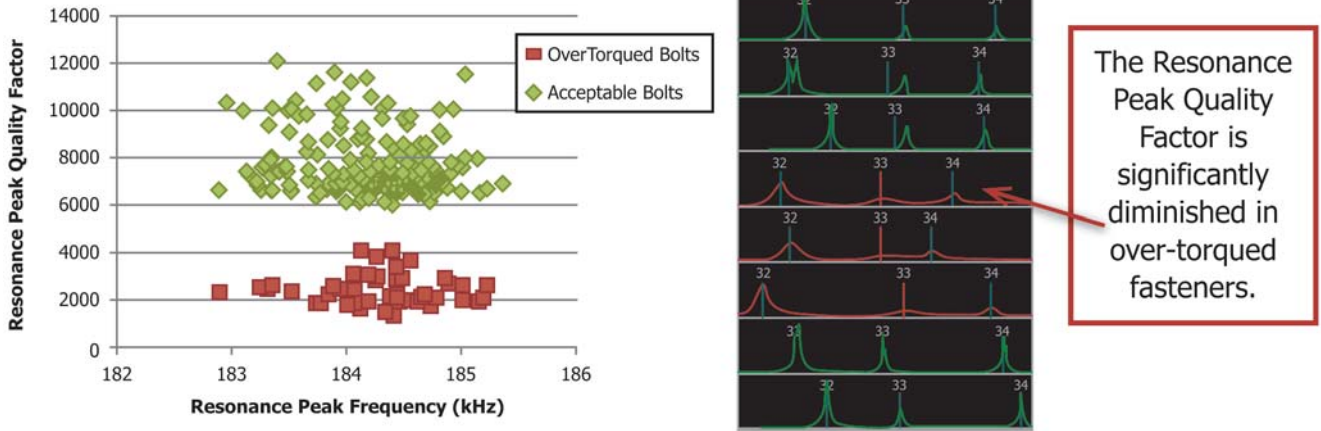 Resonance Peak Quality Factor
14000
12000
10000
8000
6000
4000
2000
0
182 183 184 185 186
Resonance Peak Frequency (kHz)
OverTorqued Bolts
Acceptable Bolts
32 33 34
32 33 34
32 33 34
32 33 34
32 33 34
32 33 34
33 34
32 33 34
The Resonance
Peak Quality
Factor is
significantly
diminished in
over-torqued
fasteners.